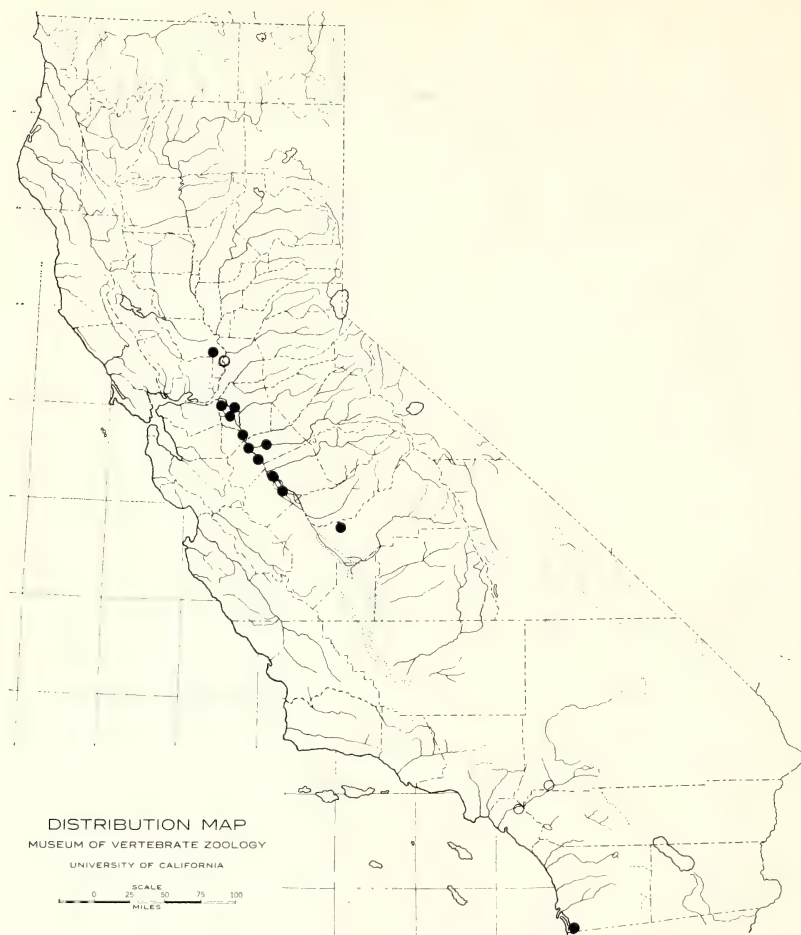 DISTRIBUTION MAP
MUSEUM OF VERTEBRATE ZOOLOGY
UNIVERSITY OF CALIFORNIA
SCALE
0 25 50 75 100
MILES